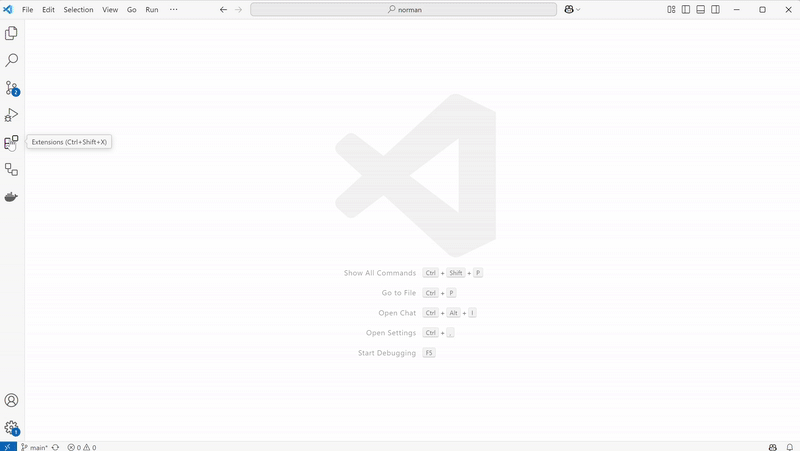 File Edit Selection View Go Run ···
norman
2
Extensions (Ctrl+Shift+X)
Show All Commands Ctrl + Shift + P
Go to File Ctrl + P
Open Chat Ctrl + Alt + I
Open Settings Ctrl + ,
Start Debugging F5
1
main* 0 0